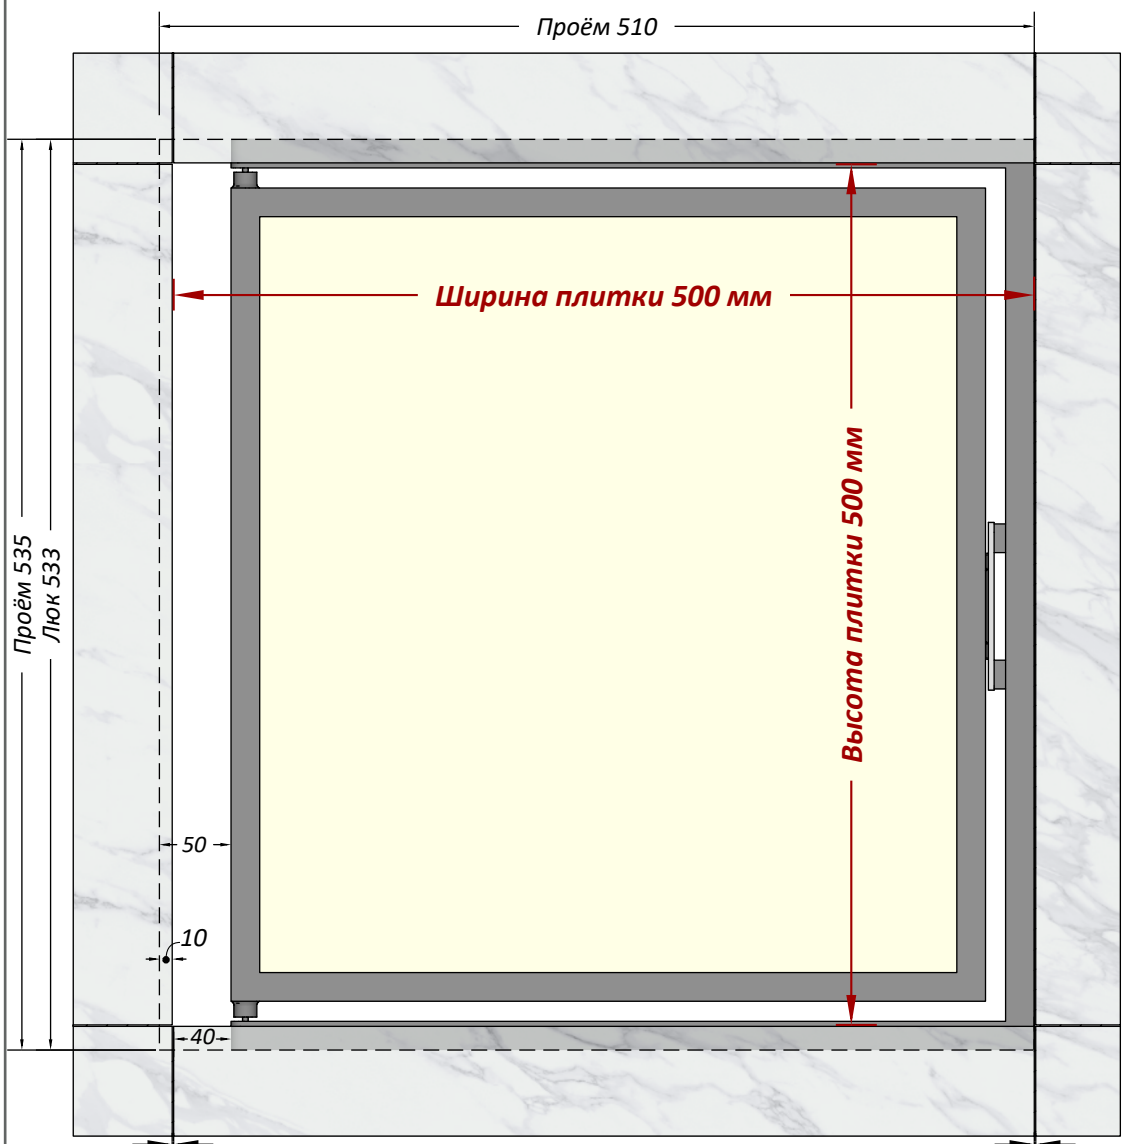 Проём 510
Ширина плитки 500 мм
Высота плитки 500 мм
Проём 535
Люк 533
50
10
40